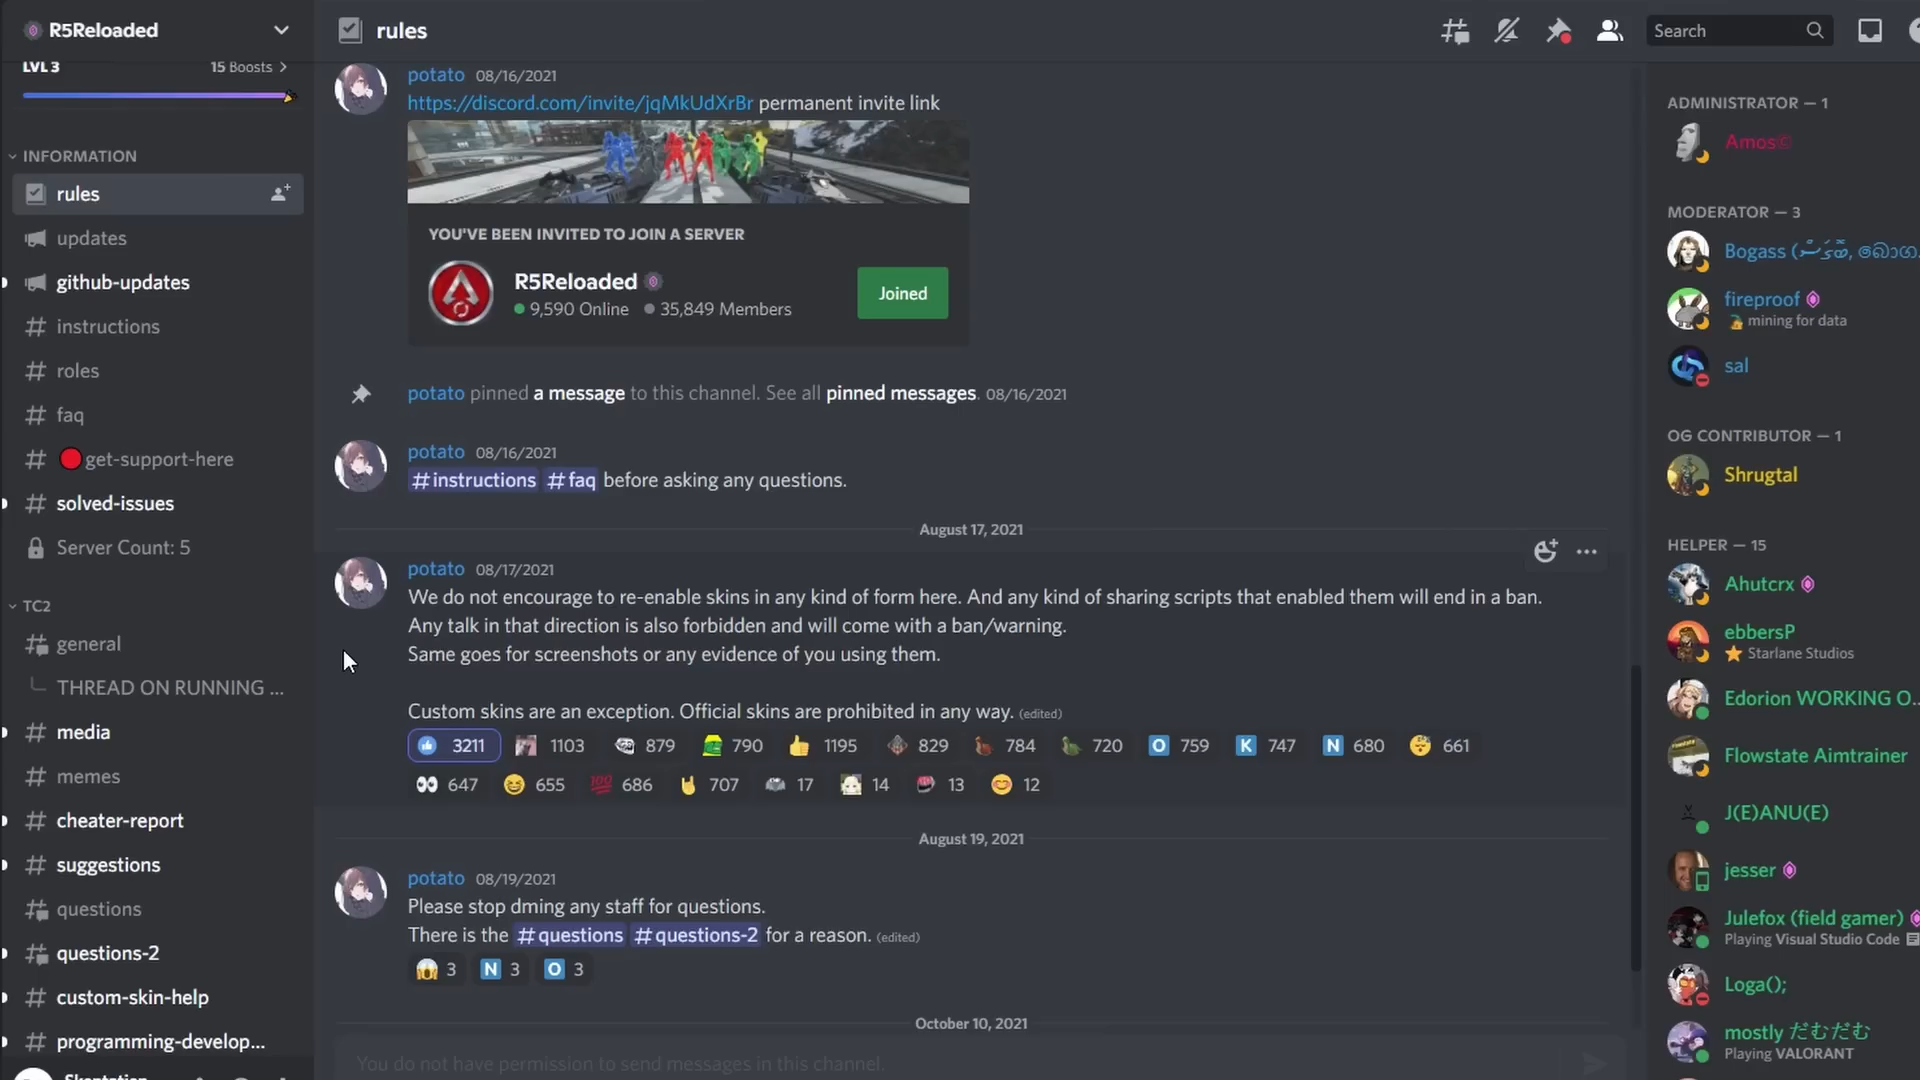 R5Reloaded
LVL 3
15 Boosts
INFORMATION
rules
updates
github-updates
instructions
roles
faq
get-support-here
solved-issues
Server Count: 5
TC2
general
THREAD ON RUNNING ...
media
memes
cheater-report
suggestions
questions
questions-2
custom-skin-help
programming-develop...
rules
potato 08/16/2021
https://discord.com/invite/jqMkUdXrBr permanent invite link
YOU'VE BEEN INVITED TO JOIN A SERVER
R5Reloaded
9,590 Online 35,849 Members
Joined
potato pinned a message to this channel. See all pinned messages. 08/16/2021
potato 08/16/2021
#instructions #faq before asking any questions.
August 17, 2021
potato 08/17/2021
We do not encourage to re-enable skins in any kind of form here. And any kind of sharing scripts that enabled them will end in a ban.
Any talk in that direction is also forbidden and will come with a ban/warning.
Same goes for screenshots or any evidence of you using them.
Custom skins are an exception. Official skins are prohibited in any way. (edited)
3211 1103 879 790 1195 829 784 720 O 759 K 747 N 680 661
647 655 100 686 707 17 14 13 12
August 19, 2021
potato 08/19/2021
Please stop dming any staff for questions.
There is the #questions #questions-2 for a reason. (edited)
3 N 3 O 3
October 10, 2021
You do not have permission to send messages in this channel.
Search
ADMINISTRATOR — 1
Amos©
MODERATOR — 3
Bogass
fireproof
mining for data
sal
OG CONTRIBUTOR — 1
Shrugtal
HELPER — 15
Ahutcrx
ebbersP
Starlane Studios
Edorion WORKING O...
Flowstate Aimtrainer
J(E)ANU(E)
jesser
Julefox (field gamer)
Playing Visual Studio Code
Loga();
mostly だむだむ
Playing VALORANT